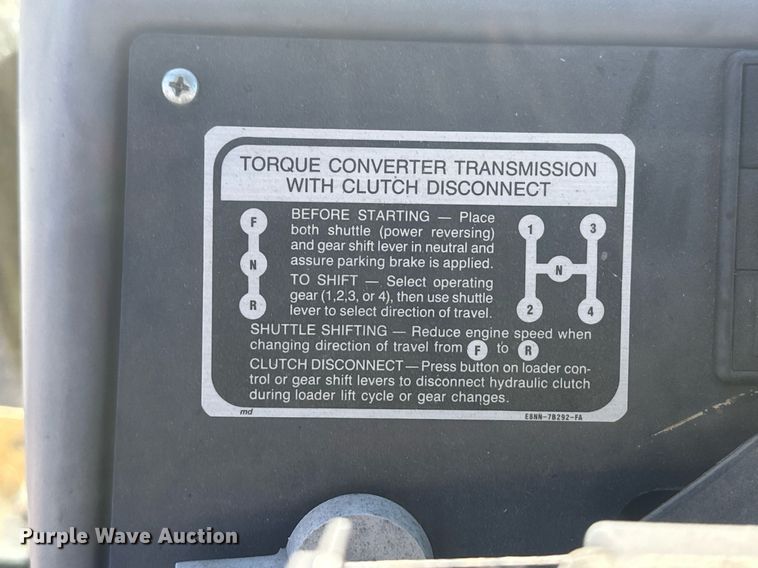 TORQUE CONVERTER TRANSMISSION
WITH CLUTCH DISCONNECT
F
N
R
BEFORE STARTING — Place
both shuttle (power reversing)
and gear shift lever in neutral and
assure parking brake is applied.
TO SHIFT — Select operating
gear (1,2,3, or 4), then use shuttle
lever to select direction of travel.
1 3
N
2 4
SHUTTLE SHIFTING — Reduce engine speed when
changing direction of travel from F to R
CLUTCH DISCONNECT — Press button on loader con-
trol or gear shift levers to disconnect hydraulic clutch
during loader lift cycle or gear changes.
md E8NN-7B292-FA
Purple Wave Auction